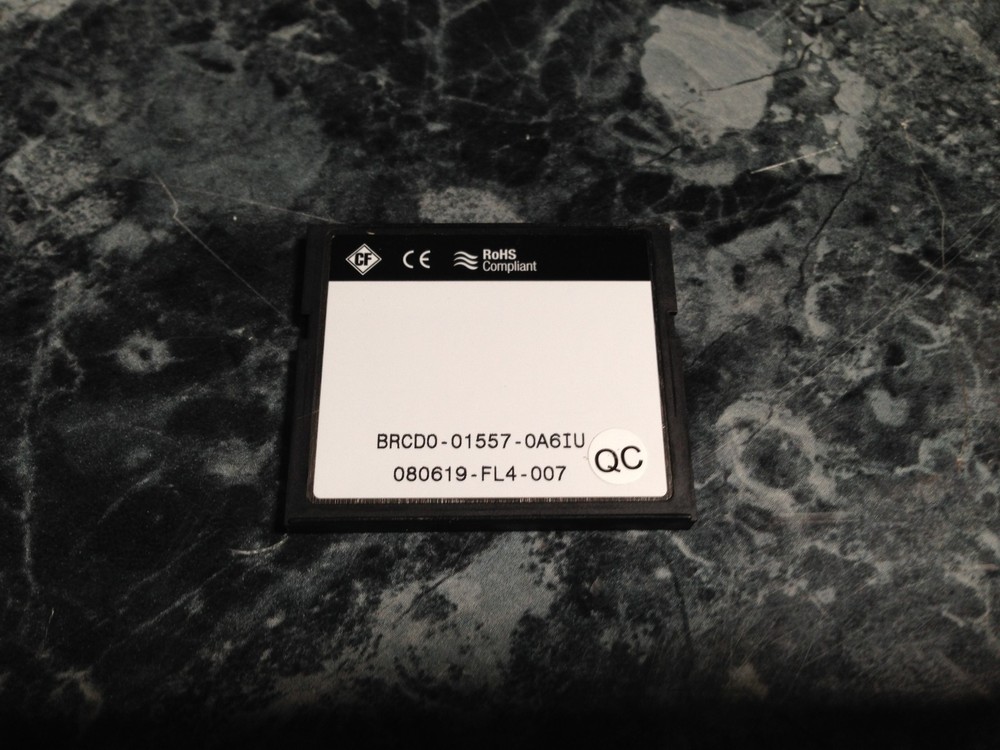 CF CE RoHS
Compliant
BRCD0-01557-0A6IU
QC
080619-FL4-007